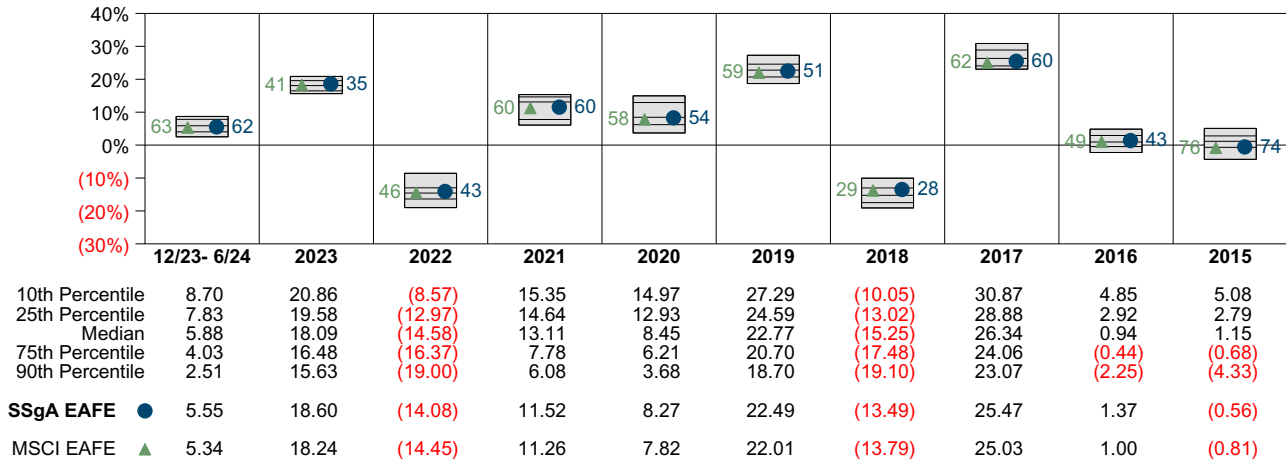 40%
30%
20%
10%
0%
(10%)
(20%)
(30%)
63 62
41 35
46 43
60 60
58 54
59 51
29 28
62 60
49 43
76 74
12/23- 6/24 2023 2022 2021 2020 2019 2018 2017 2016 2015
10th Percentile 8.70 20.86 (8.57) 15.35 14.97 27.29 (10.05) 30.87 4.85 5.08
25th Percentile 7.83 19.58 (12.97) 14.64 12.93 24.59 (13.02) 28.88 2.92 2.79
Median 5.88 18.09 (14.58) 13.11 8.45 22.77 (15.25) 26.34 0.94 1.15
75th Percentile 4.03 16.48 (16.37) 7.78 6.21 20.70 (17.48) 24.06 (0.44) (0.68)
90th Percentile 2.51 15.63 (19.00) 6.08 3.68 18.70 (19.10) 23.07 (2.25) (4.33)
SSgA EAFE 5.55 18.60 (14.08) 11.52 8.27 22.49 (13.49) 25.47 1.37 (0.56)
MSCI EAFE 5.34 18.24 (14.45) 11.26 7.82 22.01 (13.79) 25.03 1.00 (0.81)